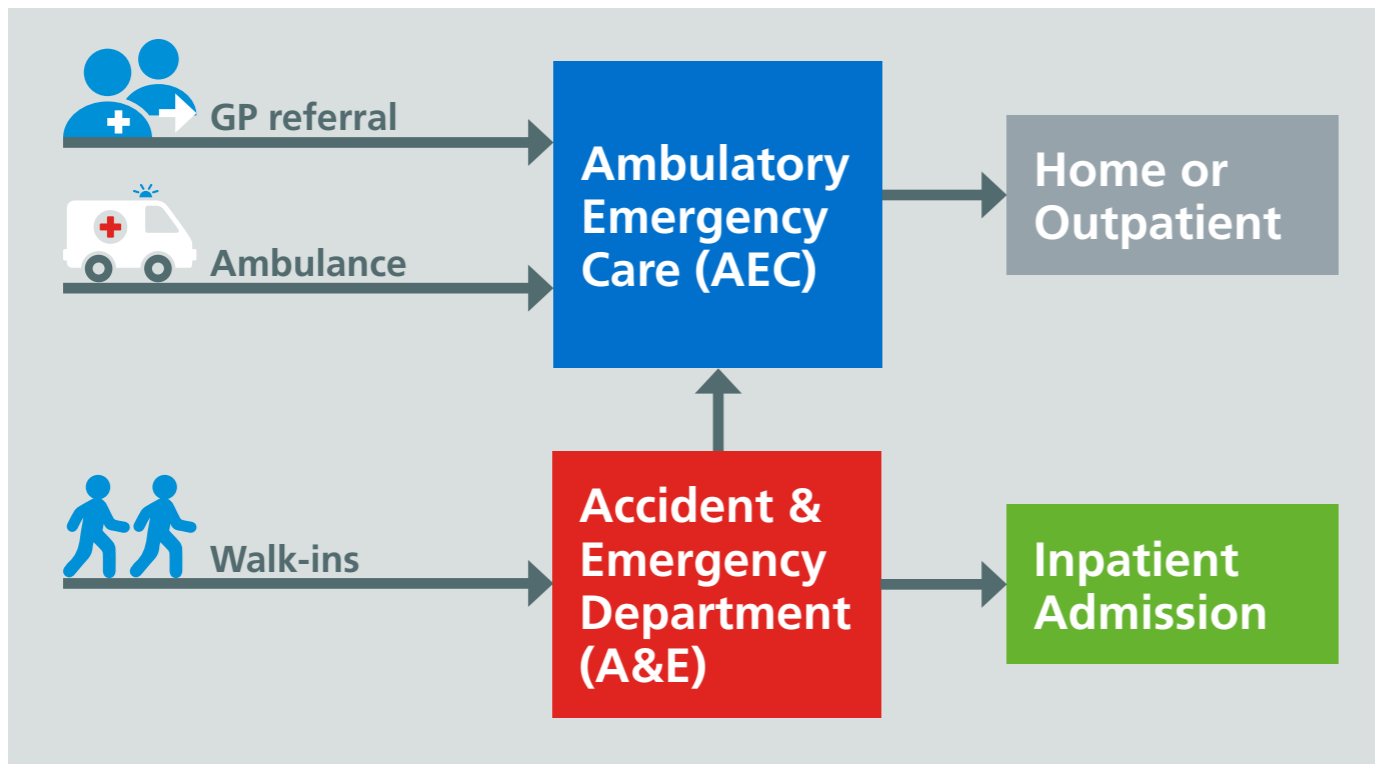 GP referral
Ambulance
Walk-ins
Ambulatory
Emergency
Care (AEC)
Accident &
Emergency
Department
(A&E)
Home or
Outpatient
Inpatient
Admission